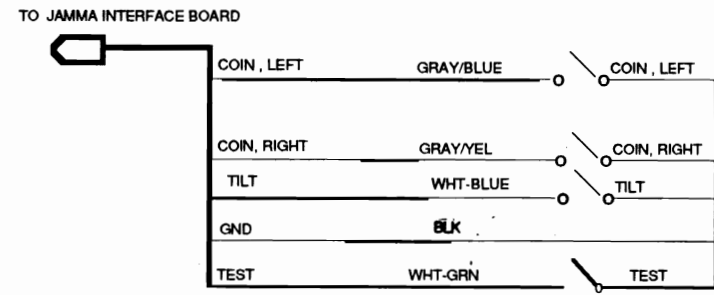 TO JAMMA INTERFACE BOARD
COIN , LEFT GRAY/BLUE COIN , LEFT
COIN, RIGHT GRAY/YEL COIN, RIGHT
TILT WHT-BLUE TILT
GND BLK
TEST WHT-GRN TEST